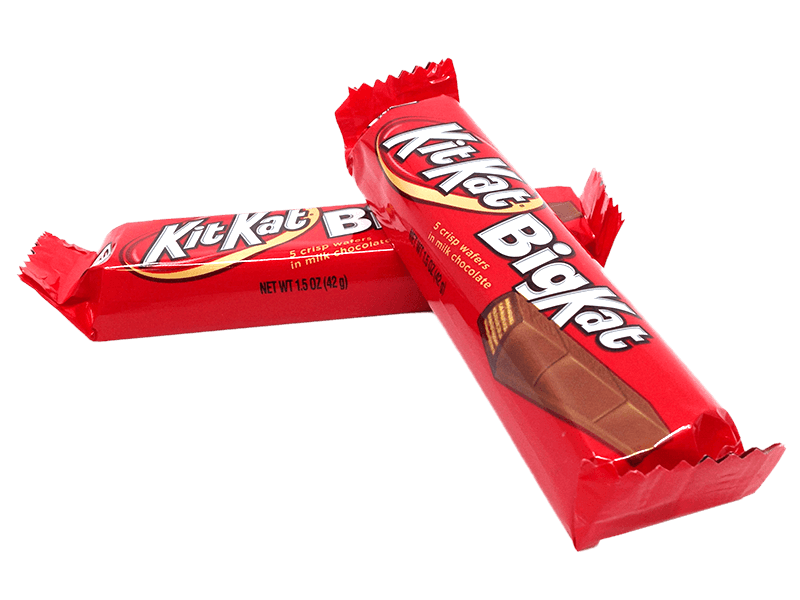 KitKat
Bi
5 crisp wafers
in milk chocolate
NET WT 1.5 OZ (42 g)
KitKat
BigKat
5 crisp wafers
in milk chocolate